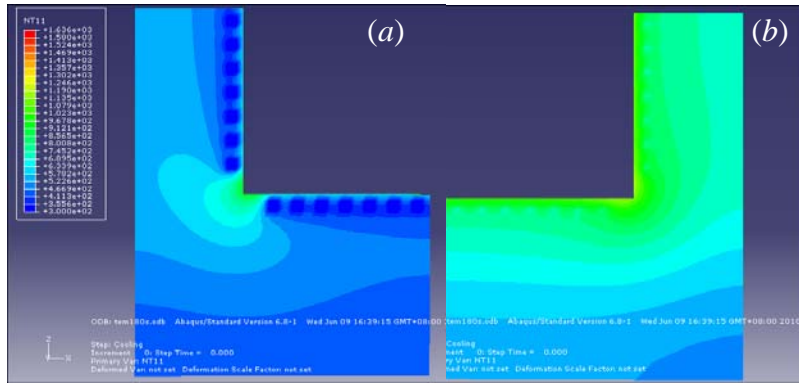 NT11
(a)
(b)
+1.636e+03
+1.580e+03
+1.524e+03
+1.469e+03
+1.413e+03
+1.357e+03
+1.302e+03
+1.246e+03
+1.190e+03
+1.135e+03
+1.079e+03
+1.023e+03
+9.678e+02
+9.121e+02
+8.565e+02
+8.008e+02
+7.452e+02
+6.895e+02
+6.339e+02
+5.782e+02
+5.226e+02
+4.669e+02
+4.113e+02
+3.556e+02
+3.000e+02
ODB: tem180s.odb Abaqus/Standard Version 6.8-1 Wed Jun 09 16:39:15 GMT+08:00
tem180s.odb Abaqus/Standard Version 6.8-1 Wed Jun 09 16:39:15 GMT+08:00 2010
Z
X
Step: Cooling
Increment 0: Step Time = 0.000
Primary Var: NT11
Deformed Var: not set Deformation Scale Factor: not set
Cooling
ment 0: Step Time = 0.000
ry Var: NT11
med Var: not set Deformation Scale Factor: not set